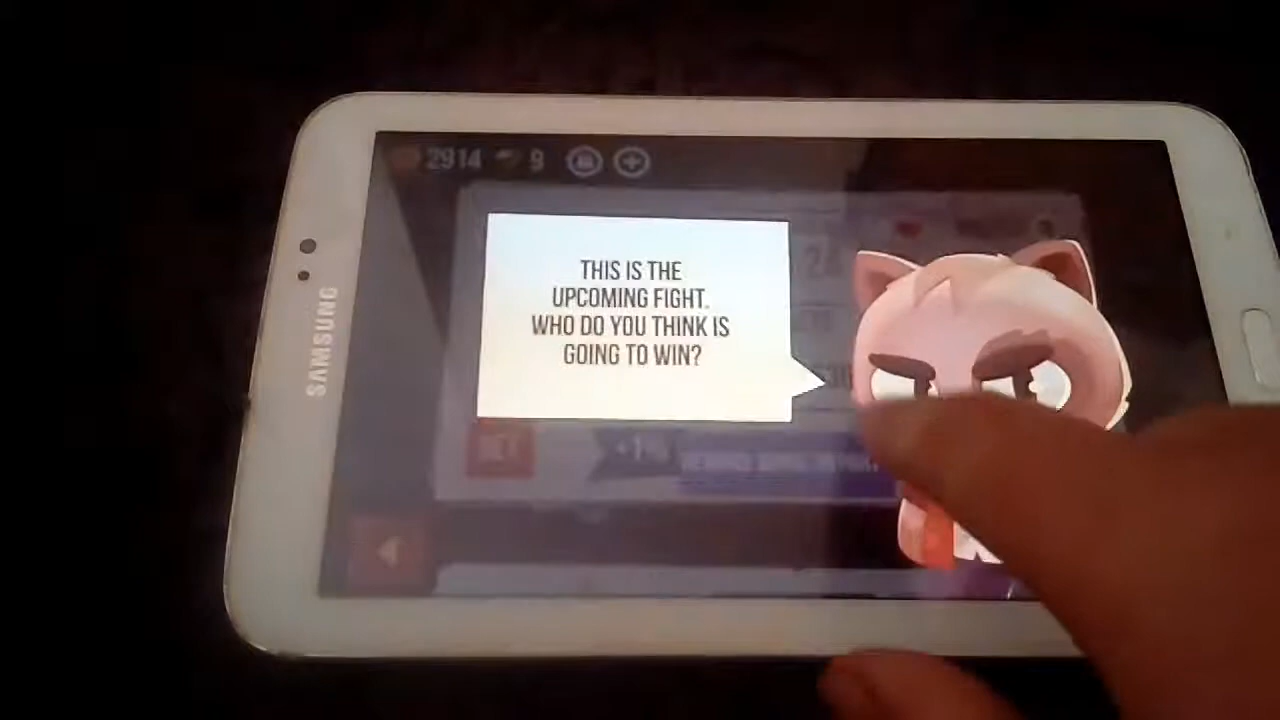 2914 9
THIS IS THE
UPCOMING FIGHT.
WHO DO YOU THINK IS
GOING TO WIN?
BET
SAMSUNG